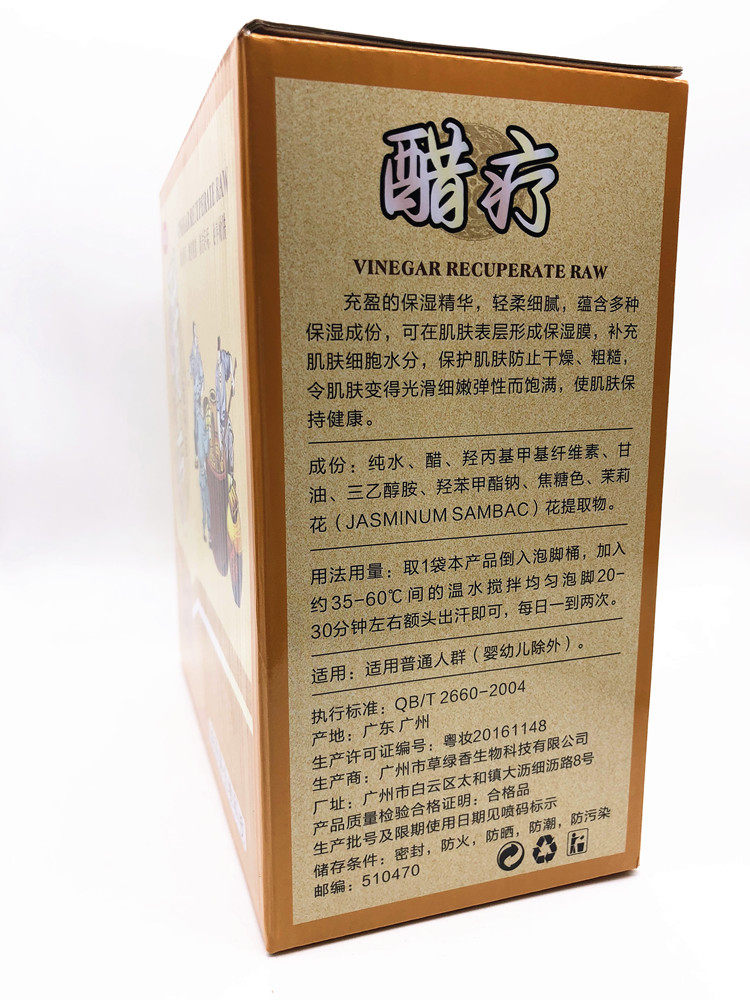 醋疗
VINEGAR RECUPERATE RAW
充盈的保湿精华，轻柔细腻，蕴含多种
保湿成份，可在肌肤表层形成保湿膜，补充
肌肤细胞水分，保护肌肤防止干燥、粗糙，
令肌肤变得光滑细嫩弹性而饱满，使肌肤保
持健康。
成份：纯水、醋、羟丙基甲基纤维素、甘
油、三乙醇胺、羟苯甲酯钠、焦糖色、茉莉
花（JASMINUM SAMBAC）花提取物。
用法用量：取1袋本产品倒入泡脚桶，加入
约35-60℃间的温水搅拌均匀泡脚20-
30分钟左右额头出汗即可，每日一到两次。
适用：适用普通人群（婴幼儿除外）。
执行标准：QB/T 2660-2004
产地：广东 广州
生产许可证编号：粤妆20161148
生产商：广州市草绿香生物科技有限公司
厂址：广州市白云区太和镇大沥细沥路8号
产品质量检验合格证明：合格品
生产批号及限期使用日期见喷码标示
储存条件：密封，防火，防晒，防潮，防污染
邮编：510470